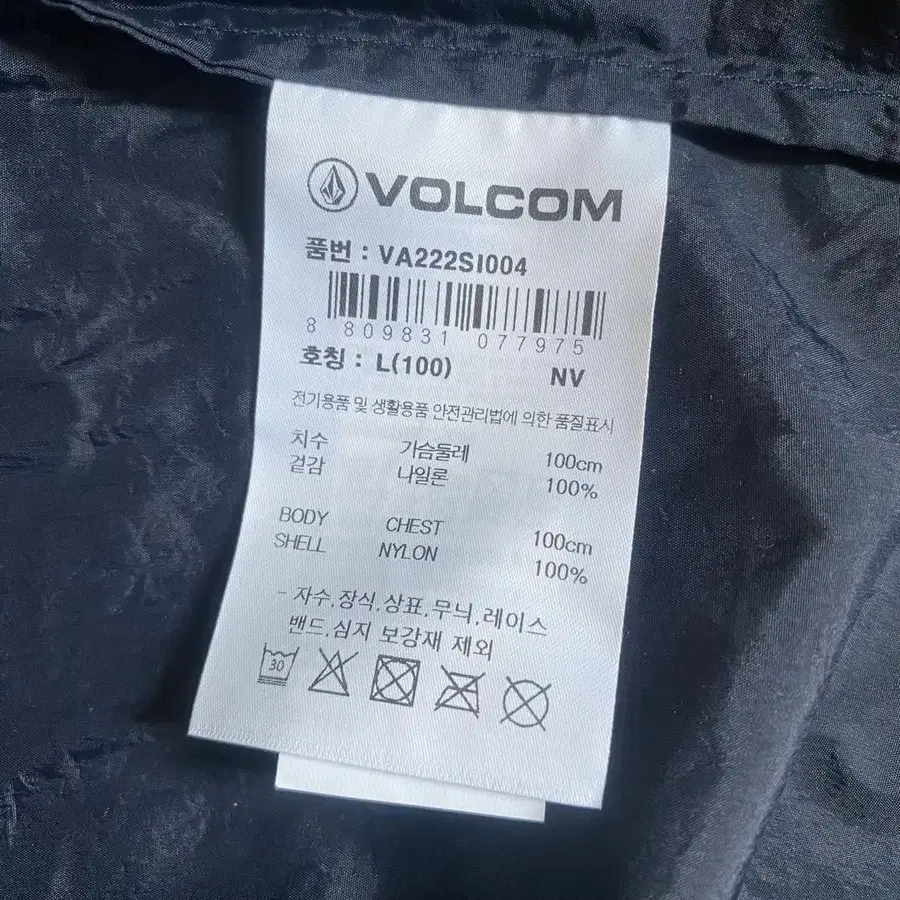 VOLCOM
품번 : VA222SI004
8 809831 077975
호칭 : L(100) NV
전기용품 및 생활용품 안전관리법에 의한 품질표시
치수 가슴둘레 100cm
겉감 나일론 100%
BODY CHEST 100cm
SHELL NYLON 100%
- 자수.장식.상표.무늬.레이스
밴드.심지 보강재 제외
30